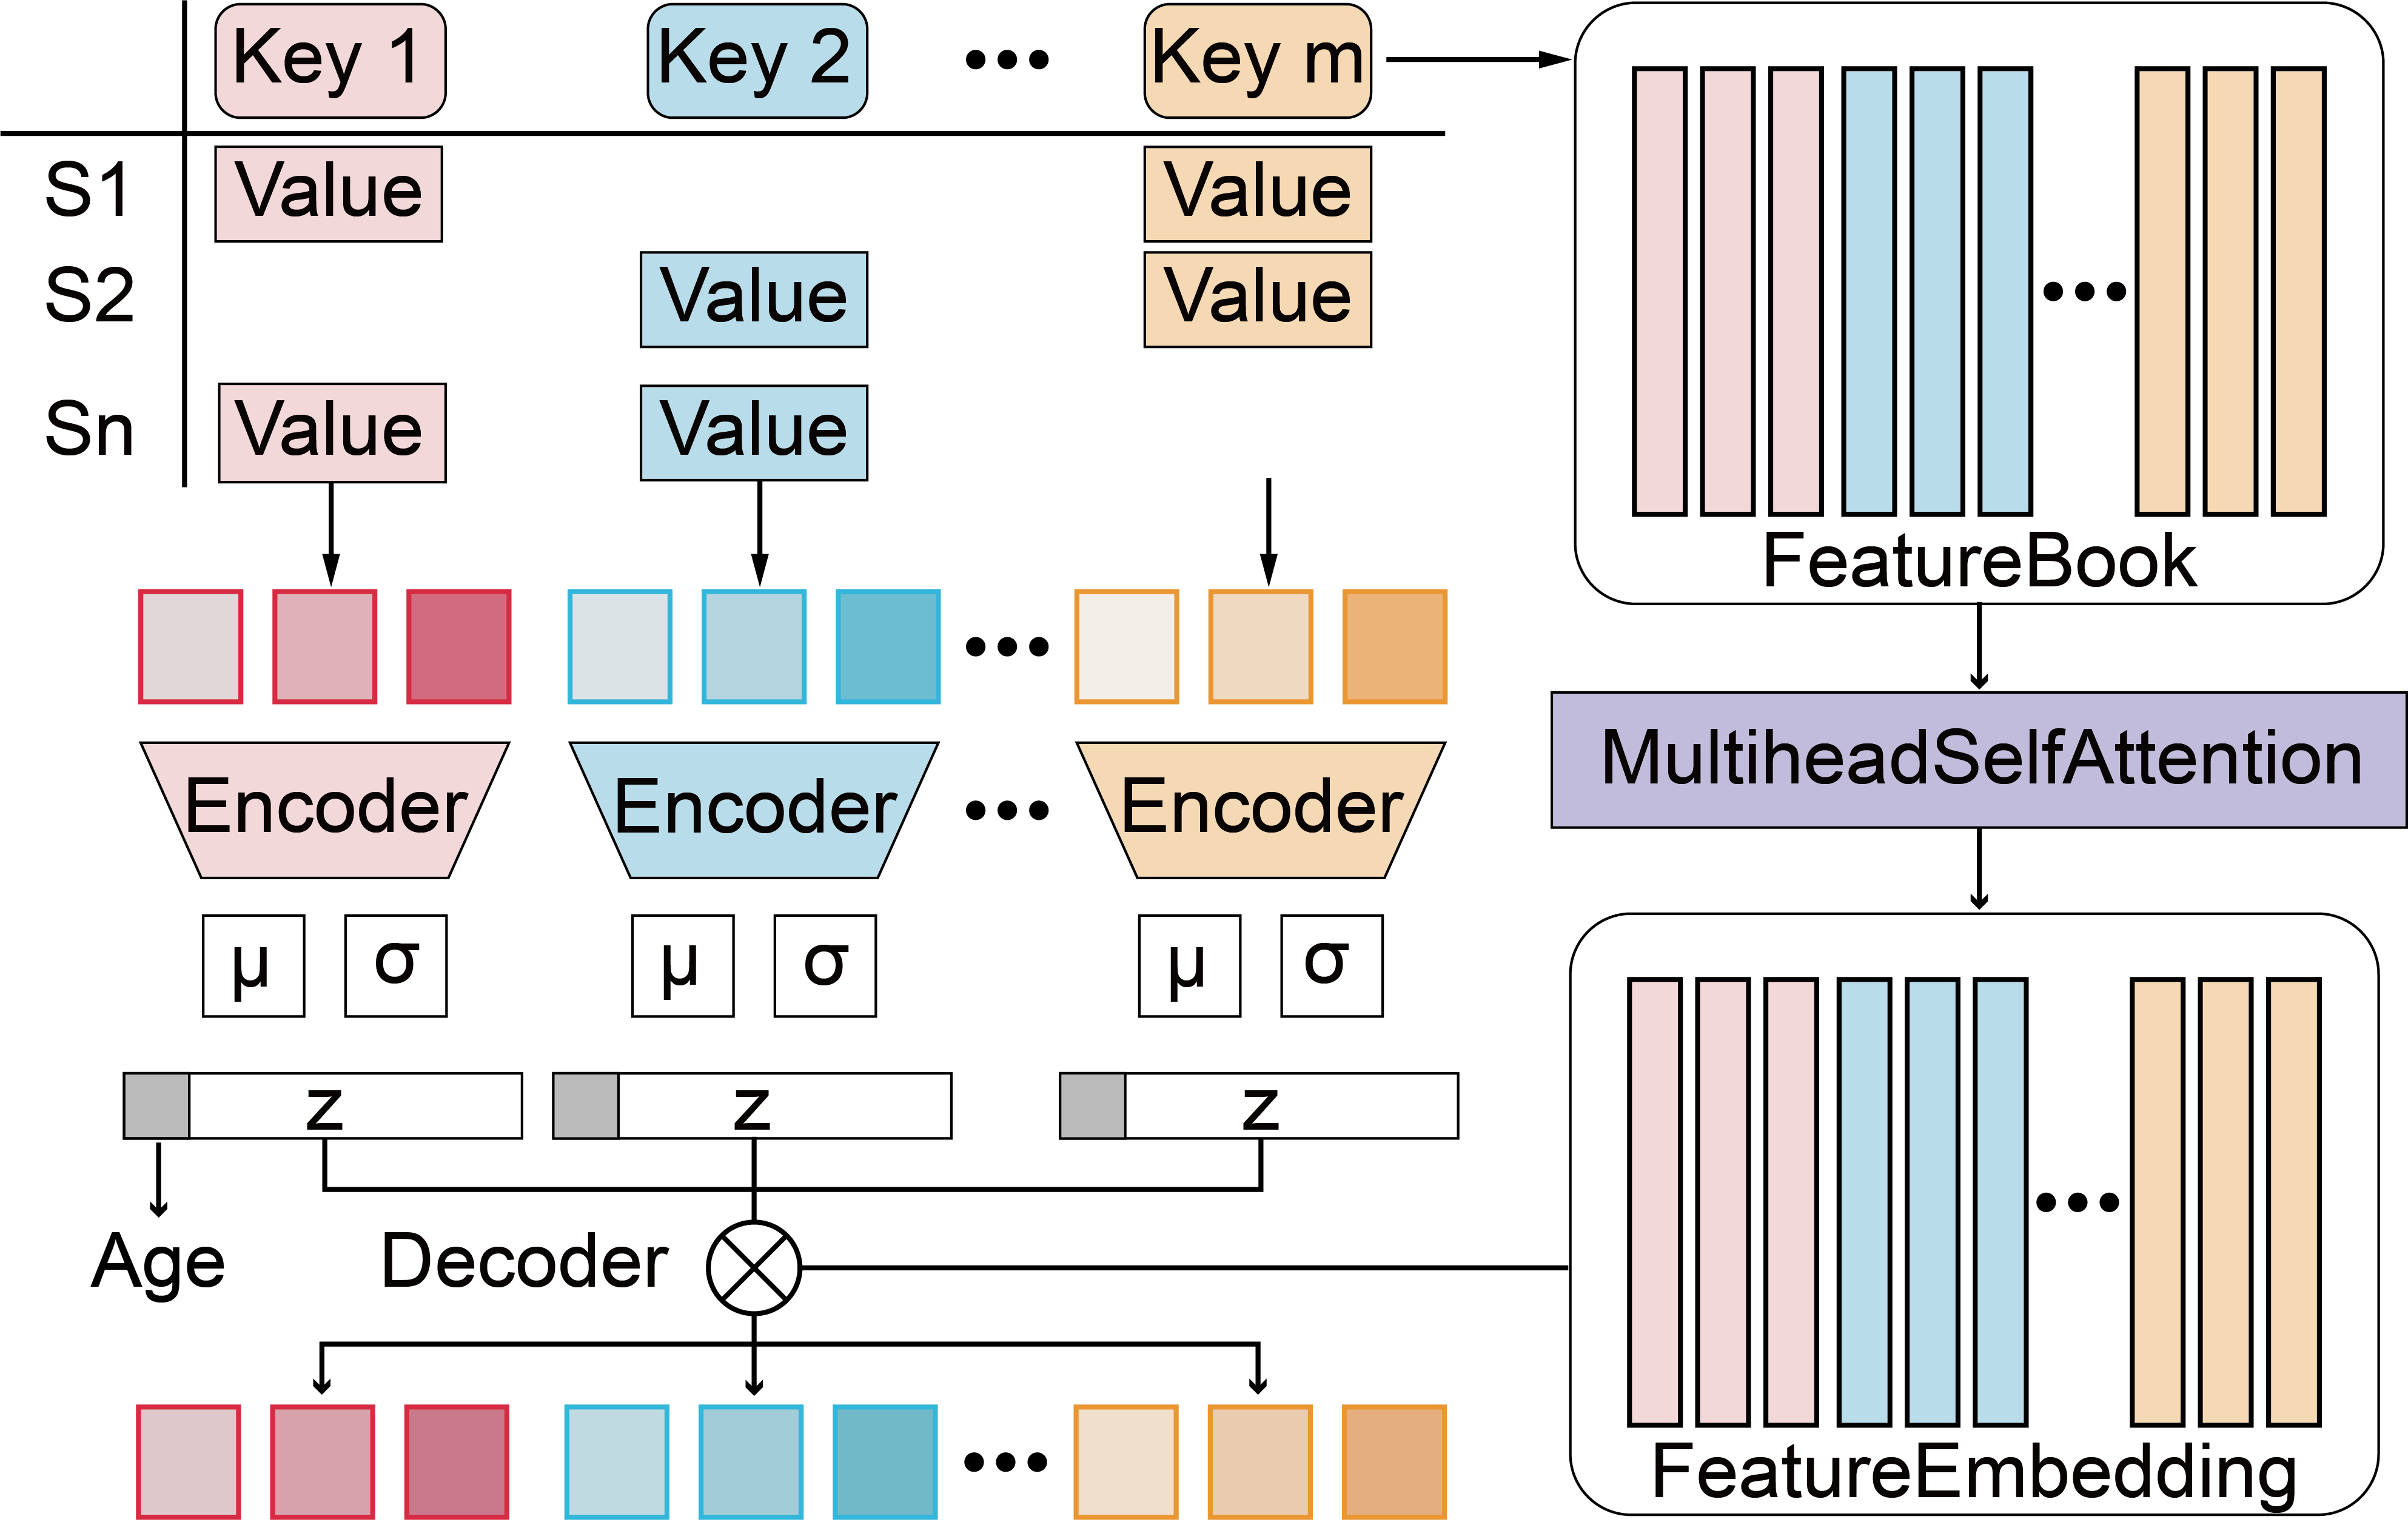 Key 1 Key 2 ••• Key m
S1 Value Value
S2 Value Value
Sn Value Value
•••
FeatureBook
•••
MultiheadSelfAttention
Encoder Encoder ••• Encoder
μ σ μ σ μ σ
z z z
Age Decoder
•••
•••
FeatureEmbedding